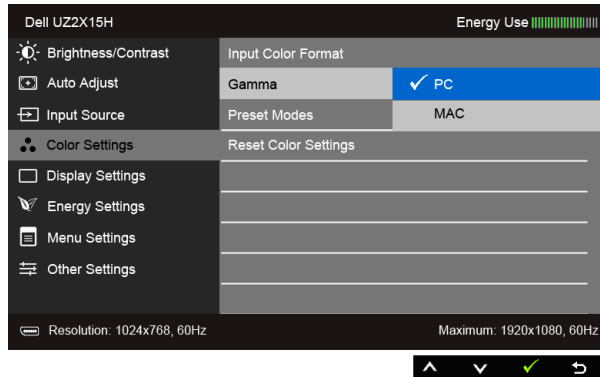 Dell UZ2X15H Energy Use
Brightness/Contrast Input Color Format
Auto Adjust Gamma PC
Input Source Preset Modes MAC
Color Settings Reset Color Settings
Display Settings
Energy Settings
Menu Settings
Other Settings
Resolution: 1024x768, 60Hz Maximum: 1920x1080, 60Hz